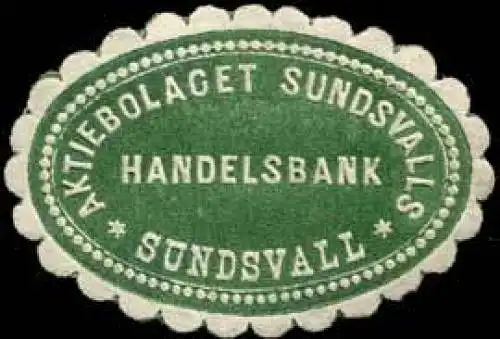 AKTIEBOLAGET SUNDSVALLS
HANDELSBANK
* SUNDSVALL *